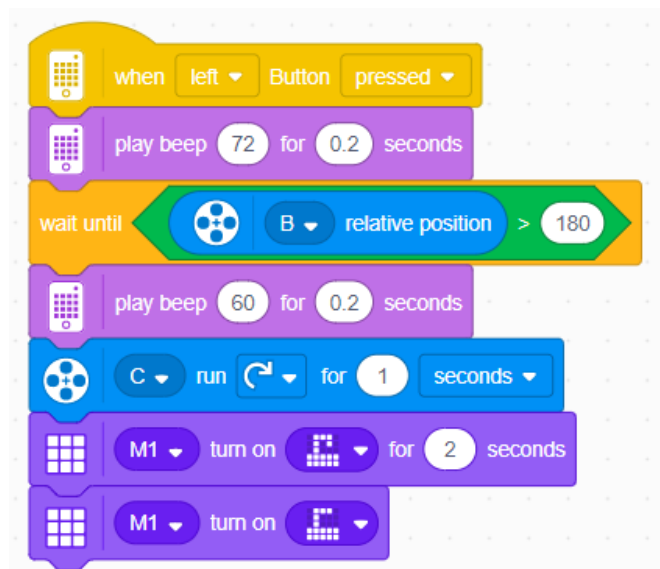 when left Button pressed
play beep 72 for 0.2 seconds
wait until B relative position > 180
play beep 60 for 0.2 seconds
C run for 1 seconds
M1 turn on for 2 seconds
M1 turn on